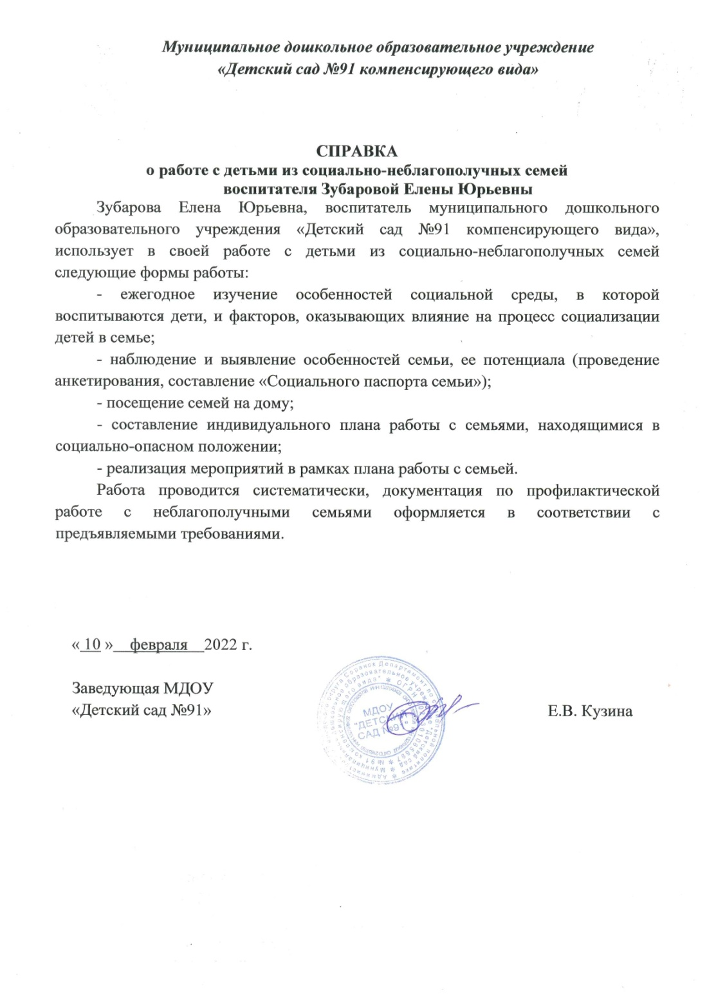 Муниципальное дошкольное образовательное учреждение
«Детский сад №91 компенсирующего вида»
СПРАВКА
о работе с детьми из социально-неблагополучных семей
воспитателя Зубаровой Елены Юрьевны
Зубарова Елена Юрьевна, воспитатель муниципального дошкольного
образовательного учреждения «Детский сад №91 компенсирующего вида»,
использует в своей работе с детьми из социально-неблагополучных семей
следующие формы работы:
- ежегодное изучение особенностей социальной среды, в которой
воспитываются дети, и факторов, оказывающих влияние на процесс социализации
детей в семье;
- наблюдение и выявление особенностей семьи, ее потенциала (проведение
анкетирования, составление «Социального паспорта семьи»);
- посещение семей на дому;
- составление индивидуального плана работы с семьями, находящимися в
социально-опасном положении;
- реализация мероприятий в рамках плана работы с семьей.
Работа проводится систематически, документация по профилактической
работе с неблагополучными семьями оформляется в соответствии с
предъявляемыми требованиями.
« 10 »  февраля  2022 г.
Заведующая МДОУ
«Детский сад №91» Е.В. Кузина
МДОУ
"ДЕТСКИЙ
САД №91"